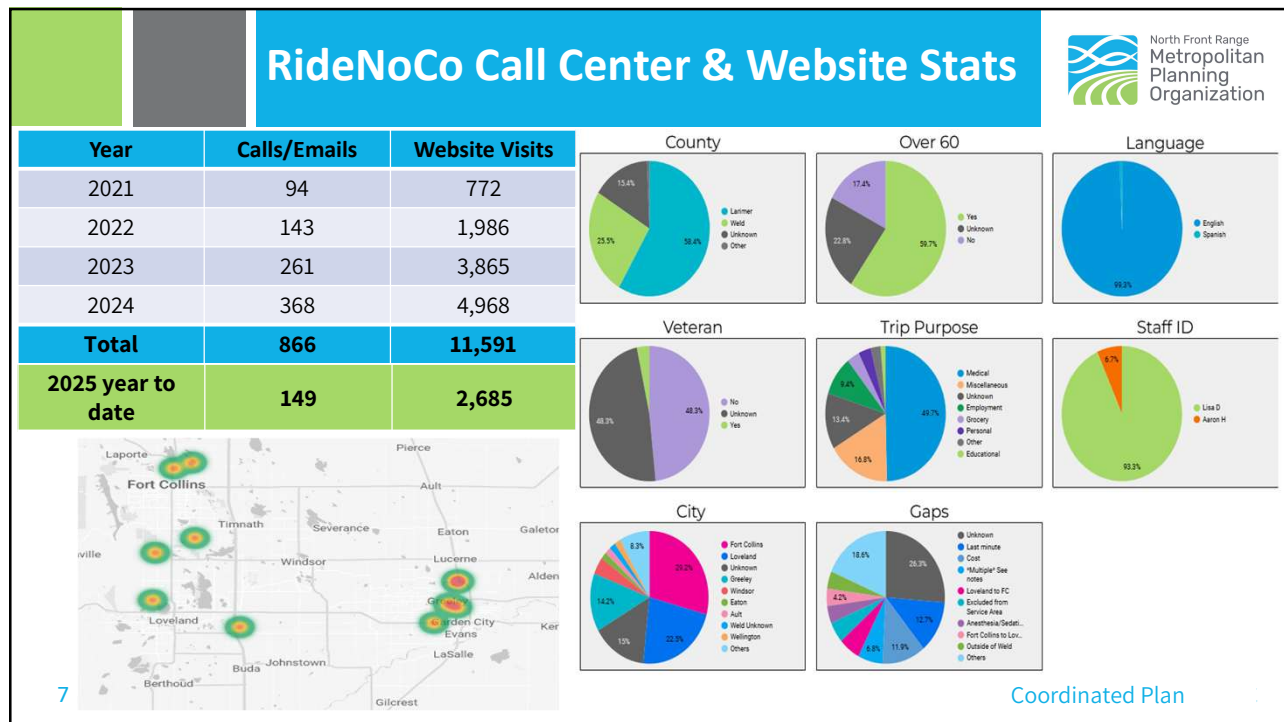 RideNoCo Call Center & Website Stats
North Front Range
Metropolitan
Planning
Organization
Year Calls/Emails Website Visits
2021 94 772
2022 143 1,986
2023 261 3,865
2024 368 4,968
Total 866 11,591
2025 year to
date 149 2,685
County
15.4%
25.5%
58.4%
Larimer
Weld
Unknown
Other
Over 60
17.4%
22.8%
59.7%
Yes
Unknown
No
Language
99.3%
English
Spanish
Veteran
48.3%
48.3%
No
Unknown
Yes
Trip Purpose
9.4%
13.4%
16.8%
49.7%
Medical
Miscellaneous
Unknown
Employment
Grocery
Personal
Other
Educational
Staff ID
6.7%
93.3%
Lisa D
Aaron H
City
8.3%
29.2%
14.2%
15%
22.5%
Fort Collins
Loveland
Unknown
Greeley
Windsor
Eaton
Ault
Weld Unknown
Wellington
Others
Gaps
18.6%
26.3%
4.2%
6.8%
11.9%
12.7%
Unknown
Last minute
Cost
*Multiple* See
notes
Loveland to FC
Excluded from
Service Area
Anesthesia/Sedati...
Fort Collins to Lov...
Outside of Weld
Others
Laporte
Pierce
Fort Collins
Ault
Timnath
Severance
Eaton
Galeton
ville
Windsor
Lucerne
Alden
Greeley
Loveland
Garden City
Evans
Ker
LaSalle
Johnstown
Buda
Berthoud
Gilcrest
7
Coordinated Plan